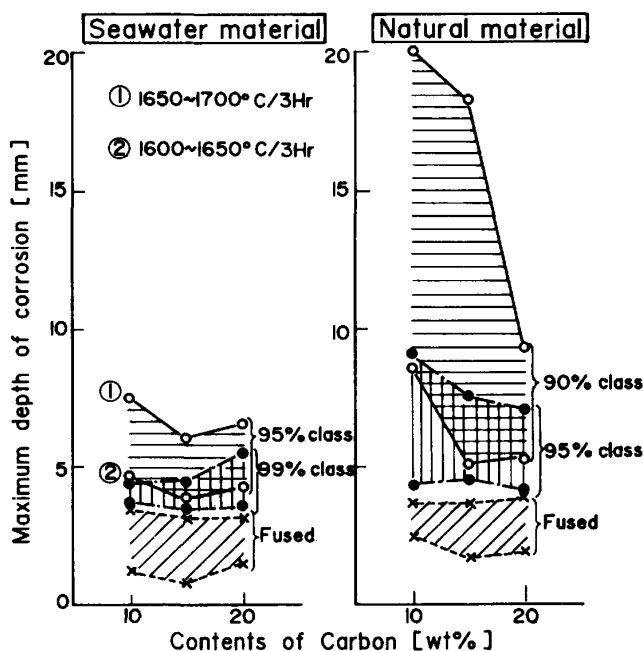 Seawater material
Natural material
① 1650~1700°C/3Hr
② 1600~1650°C/3Hr
Maximum depth of corrosion [mm]
20
15
10
5
0
20
15
10
5
0
①
②
95% class
99% class
Fused
90% class
95% class
Fused
10
20
10
20
Contents of Carbon [wt%]